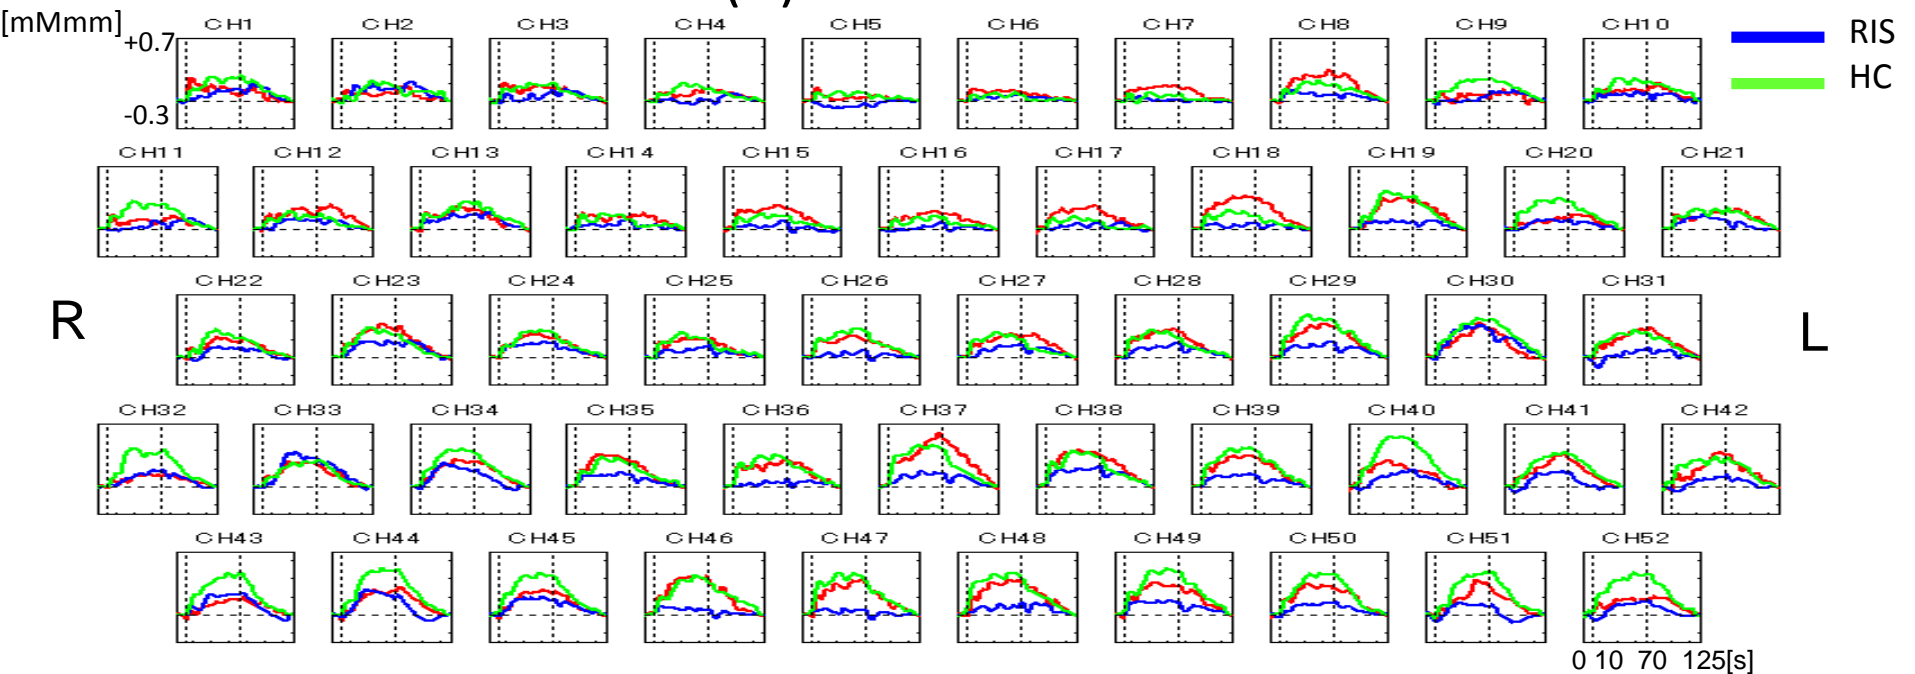 [mMmm]
CH1 CH2 CH3 CH4 CH5 CH6 CH7 CH8 CH9 CH10
+0.7
-0.3
RIS
HC
CH11 CH12 CH13 CH14 CH15 CH16 CH17 CH18 CH19 CH20 CH21
CH22 CH23 CH24 CH25 CH26 CH27 CH28 CH29 CH30 CH31
R
L
CH32 CH33 CH34 CH35 CH36 CH37 CH38 CH39 CH40 CH41 CH42
CH43 CH44 CH45 CH46 CH47 CH48 CH49 CH50 CH51 CH52
0 10 70 125[s]